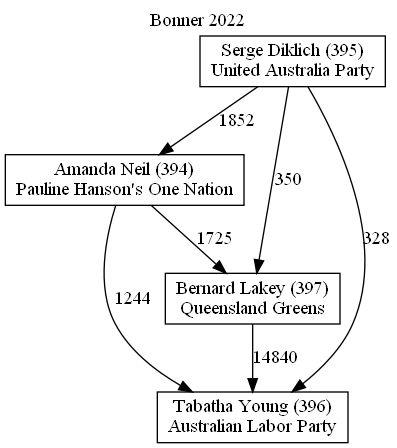 Bonner 2022
Serge Diklich (395)
United Australia Party
1852
Amanda Neil (394)
Pauline Hanson's One Nation
350
328
1725
1244
Bernard Lakey (397)
Queensland Greens
14840
Tabatha Young (396)
Australian Labor Party